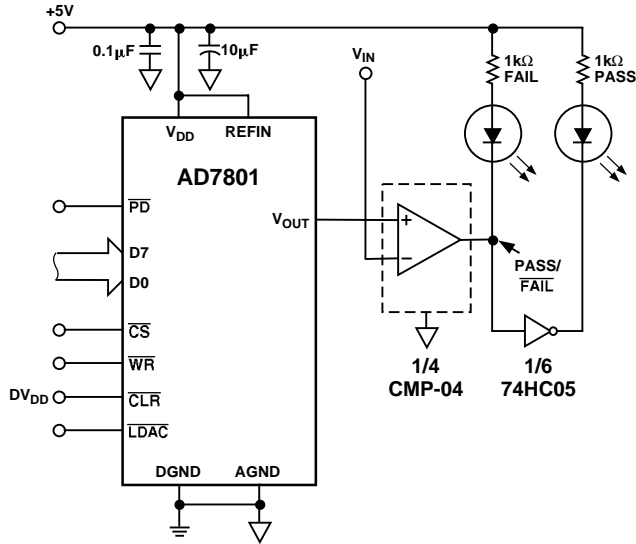 +5V
0.1μF
10μF
VIN
1kΩ
FAIL
1kΩ
PASS
VDD
REFIN
AD7801
PD
VOUT
+
−
D7
D0
PASS/
FAIL
CS
WR
DVDD
CLR
LDAC
1/4
CMP-04
1/6
74HC05
DGND
AGND